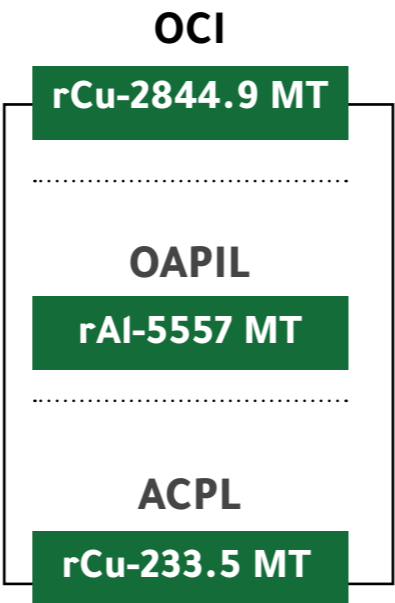 OCI
rCu-2844.9 MT
OAPIL
rAl-5557 MT
ACPL
rCu-233.5 MT